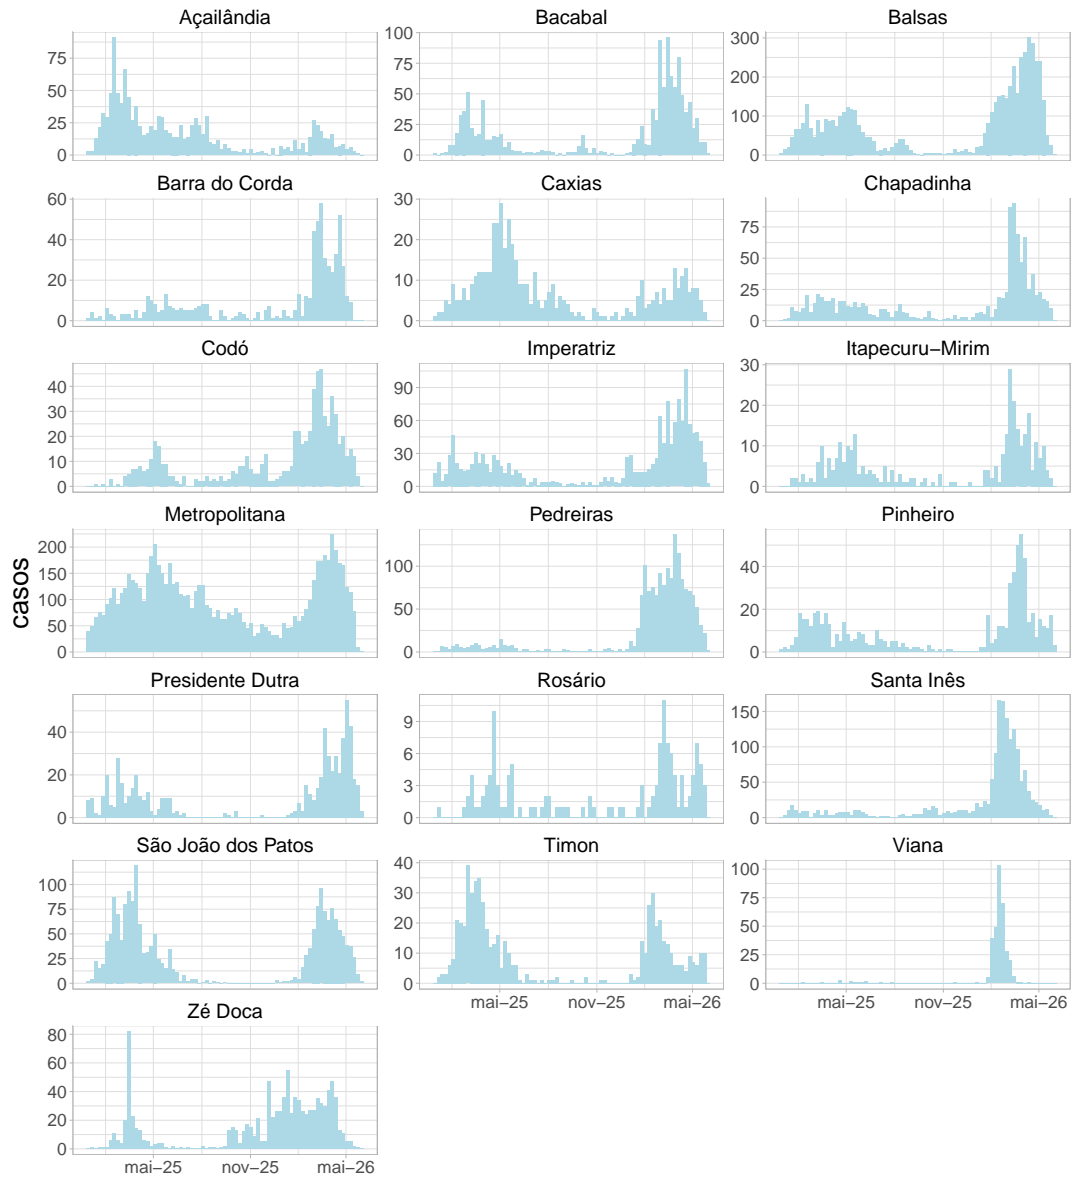 Açailândia
Bacabal
Balsas
75
50
25
0
100
75
50
25
0
300
200
100
0
Barra do Corda
Caxias
Chapadinha
60
40
20
0
30
20
10
0
75
50
25
0
Codó
Imperatriz
Itapecuru−Mirim
40
30
20
10
0
90
60
30
0
30
20
10
0
Metropolitana
Pedreiras
Pinheiro
200
150
100
50
0
100
50
0
40
20
0
casos
Presidente Dutra
Rosário
Santa Inês
40
20
0
9
6
3
0
150
100
50
0
São João dos Patos
Timon
Viana
100
75
50
25
0
40
30
20
10
0
100
75
50
25
0
mai−25
nov−25
mai−26
mai−25
nov−25
mai−26
Zé Doca
80
60
40
20
0
mai−25
nov−25
mai−26